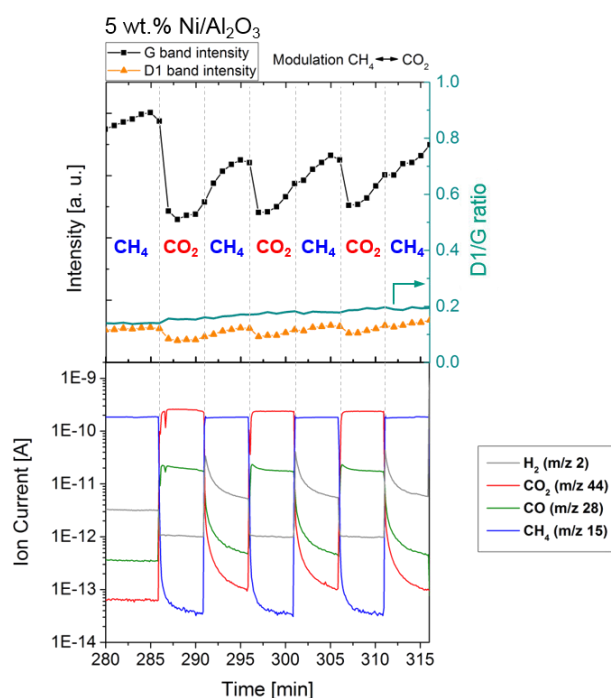 5 wt.% Ni/Al₂O₃
G band intensity
D1 band intensity
Modulation CH₄ ↔ CO₂
Intensity [a. u.]
CH₄ CO₂ CH₄ CO₂ CH₄ CO₂ CH₄
1.0
0.8
0.6
0.4
0.2
0.0
D1/G ratio
1E-9
1E-10
1E-11
1E-12
1E-13
1E-14
Ion Current [A]
280 285 290 295 300 305 310 315
Time [min]
H₂ (m/z 2)
CO₂ (m/z 44)
CO (m/z 28)
CH₄ (m/z 15)